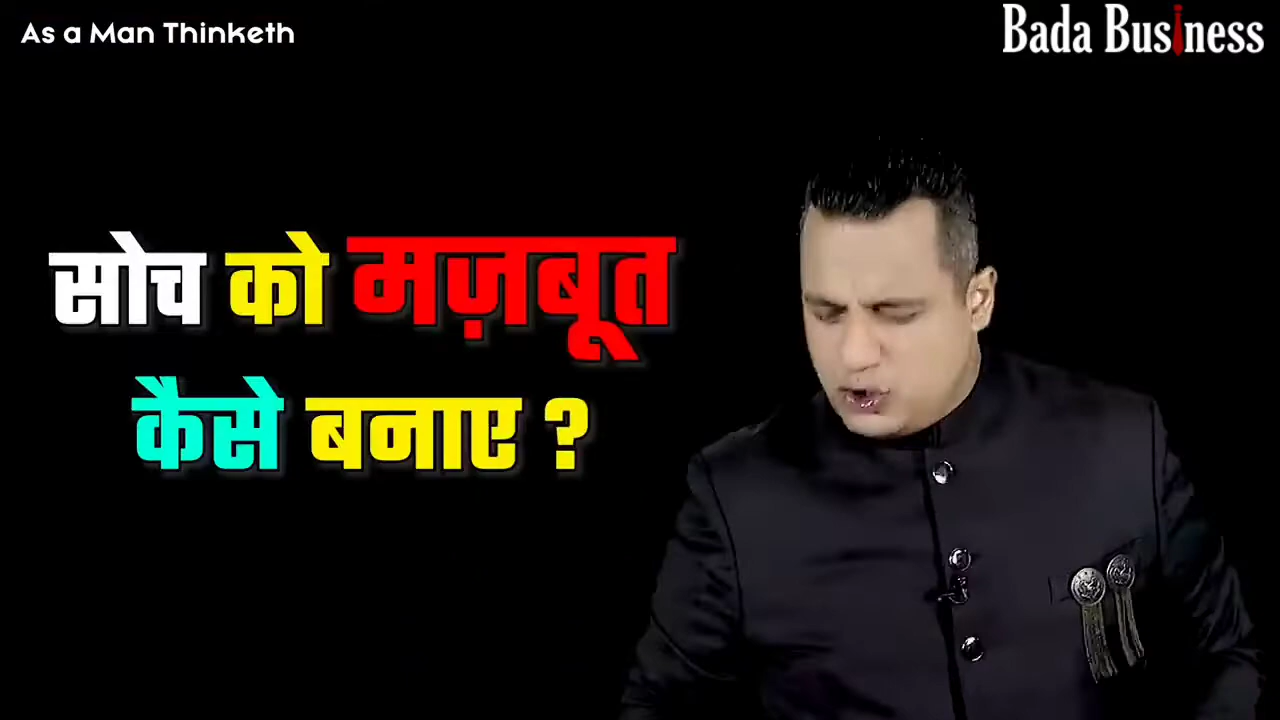 As a Man Thinketh
Bada Business
सोच को मज़बूत
कैसे बनाए ?